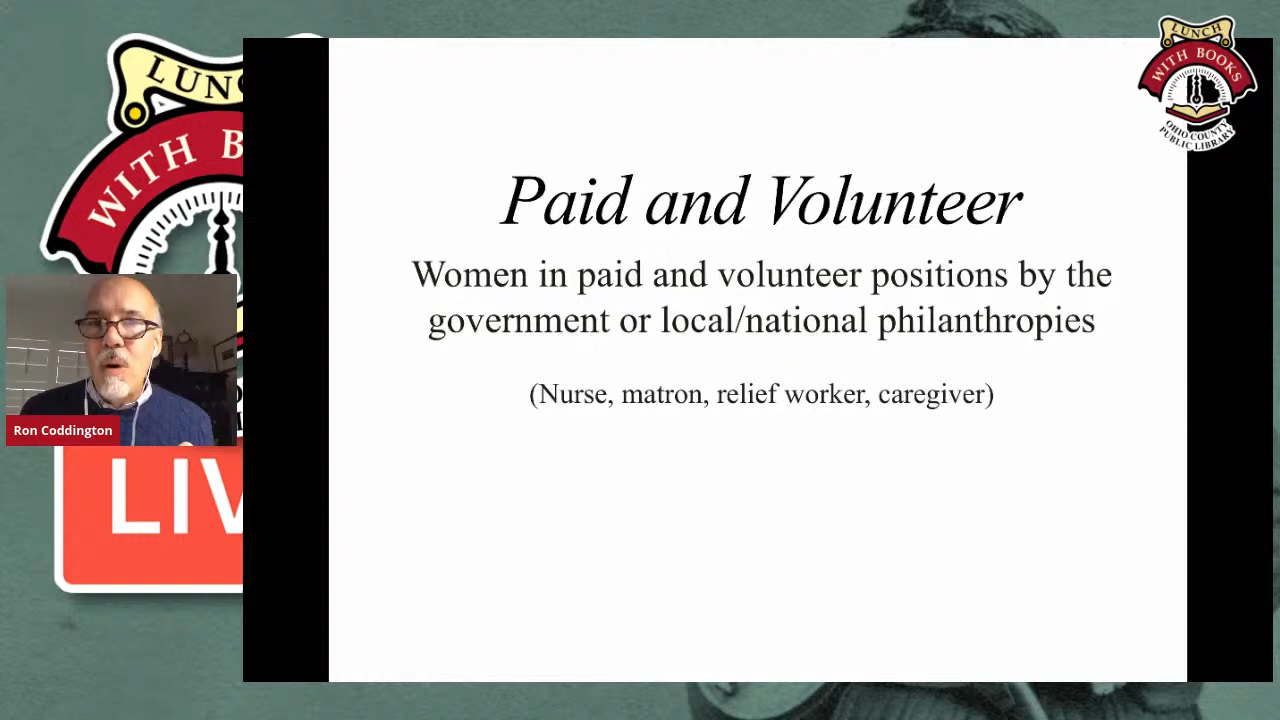 LUNCH
WITH BOOKS
OHIO COUNTY
PUBLIC LIBRARY
LUN
WITH B
Paid and Volunteer
Women in paid and volunteer positions by the
government or local/national philanthropies
(Nurse, matron, relief worker, caregiver)
Ron Coddington
LIV